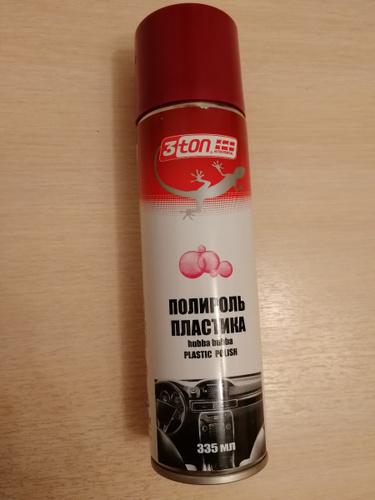 3ton
ПОЛИРОЛЬ
ПЛАСТИКА
hubba bubba
PLASTIC POLISH
335 мл